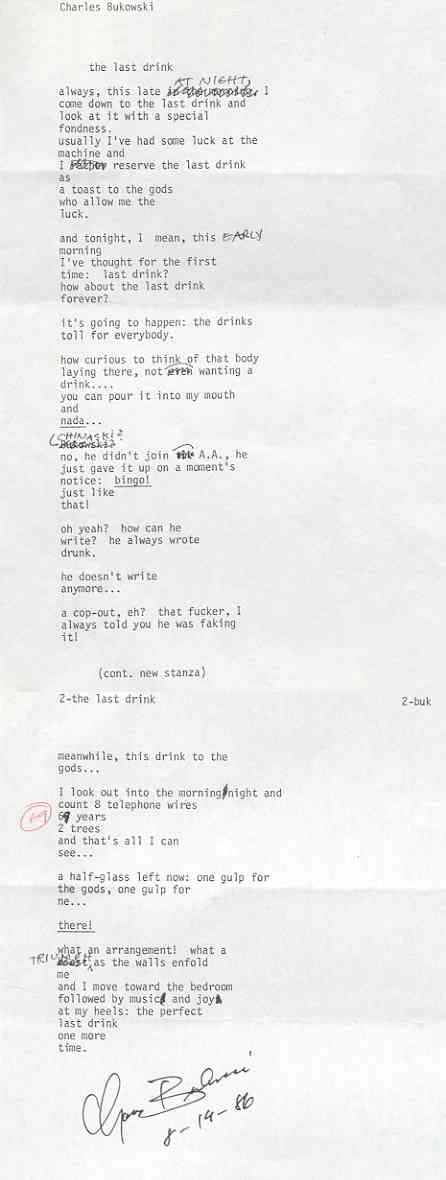 Charles Bukowski
the last drink
AT NIGHT,
always, this late I
come down to the last drink and
look at it with a special
fondness.
usually I've had some luck at the
machine and
I reserve the last drink
as
a toast to the gods
who allow me the
luck.
and tonight, I mean, this EARLY
morning
I've thought for the first
time: last drink?
how about the last drink
forever?
it's going to happen: the drinks
toll for everybody.
how curious to think of that body
laying there, not even wanting a
drink....
you can pour it into my mouth
and
nada...
(CHINASKI?
BUKOWSKI?
no, he didn't join A.A., he
just gave it up on a moment's
notice: bingo!
just like
that!
oh yeah? how can he
write? he always wrote
drunk.
he doesn't write
anymore...
a cop-out, eh? that fucker, I
always told you he was faking
it!
(cont. new stanza)
2-the last drink 2-buk
meanwhile, this drink to the
gods...
I look out into the morning/night and
count 8 telephone wires
69 years
2 trees
and that's all I can
see...
a half-glass left now: one gulp for
the gods, one gulp for
me...
there!
what an arrangement! what a
TRIUMPH as the walls enfold
me
and I move toward the bedroom
followed by music and joy
at my heels: the perfect
last drink
one more
time.
8-14-86